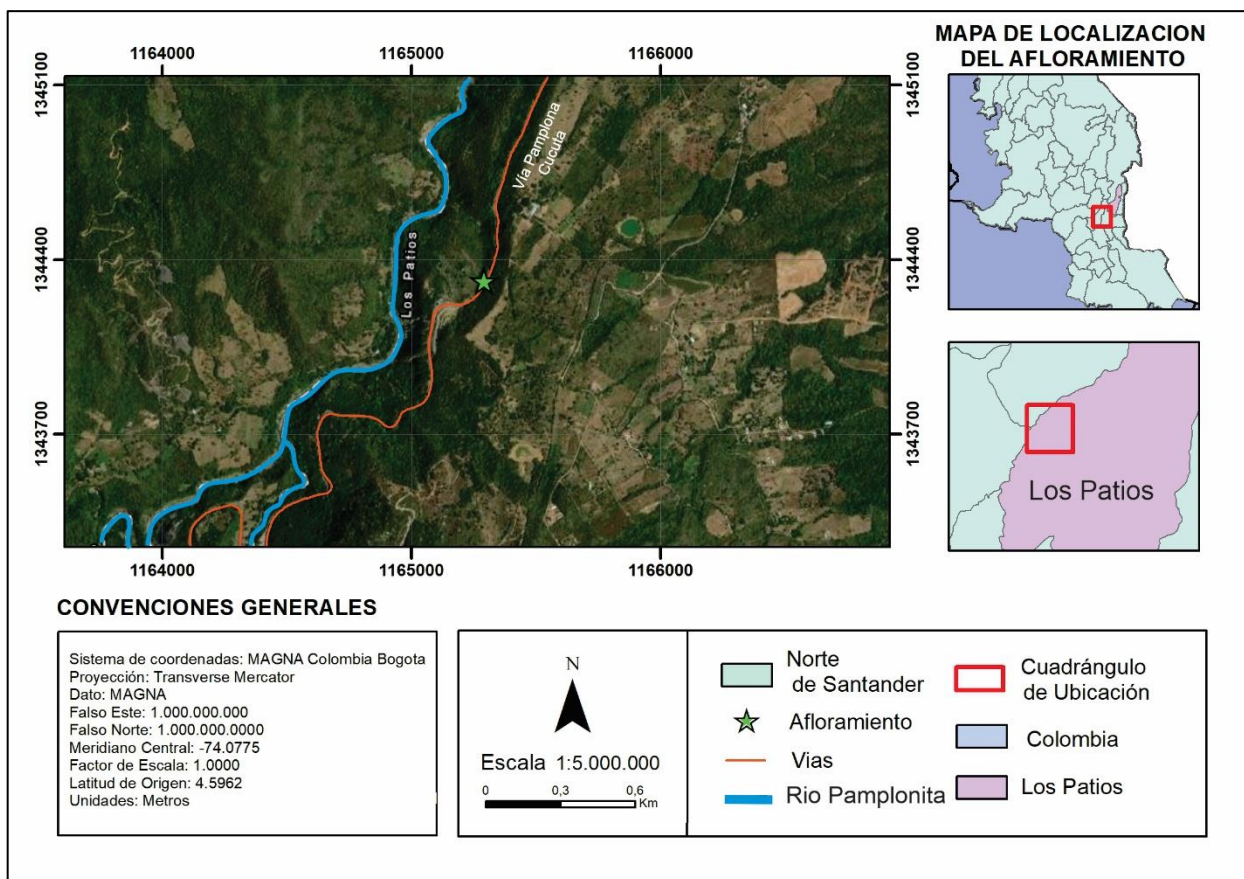 MAPA DE LOCALIZACION
DEL AFLORAMIENTO
1164000
1165000
1166000
1345100
1345100
Vía Pamplona
Cucuta
Los Patios
1344400
1344400
1343700
1343700
1164000
1165000
1166000
Los Patios
CONVENCIONES GENERALES
Sistema de coordenadas: MAGNA Colombia Bogota
Proyección: Transverse Mercator
Dato: MAGNA
Falso Este: 1.000.000.000
Falso Norte: 1.000.000.0000
Meridiano Central: -74.0775
Factor de Escala: 1.0000
Latitud de Origen: 4.5962
Unidades: Metros
N
Escala 1:5.000.000
0
0,3
0,6
Km
Norte
de Santander
Afloramiento
Vias
Rio Pamplonita
Cuadrángulo
de Ubicación
Colombia
Los Patios